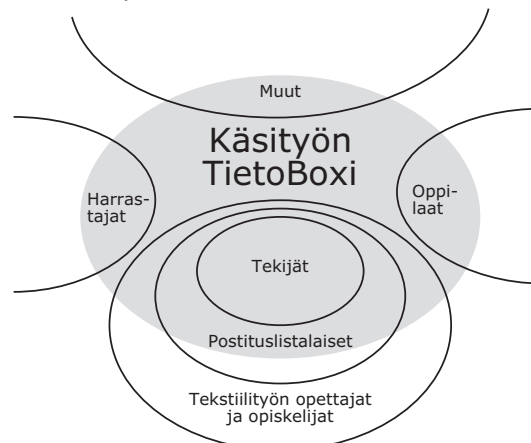 Muut
Käsityön
TietoBoxi
Harras-
tajat
Oppi-
laat
Tekijät
Postituslistalaiset
Tekstiilityön opettajat
ja opiskelijat